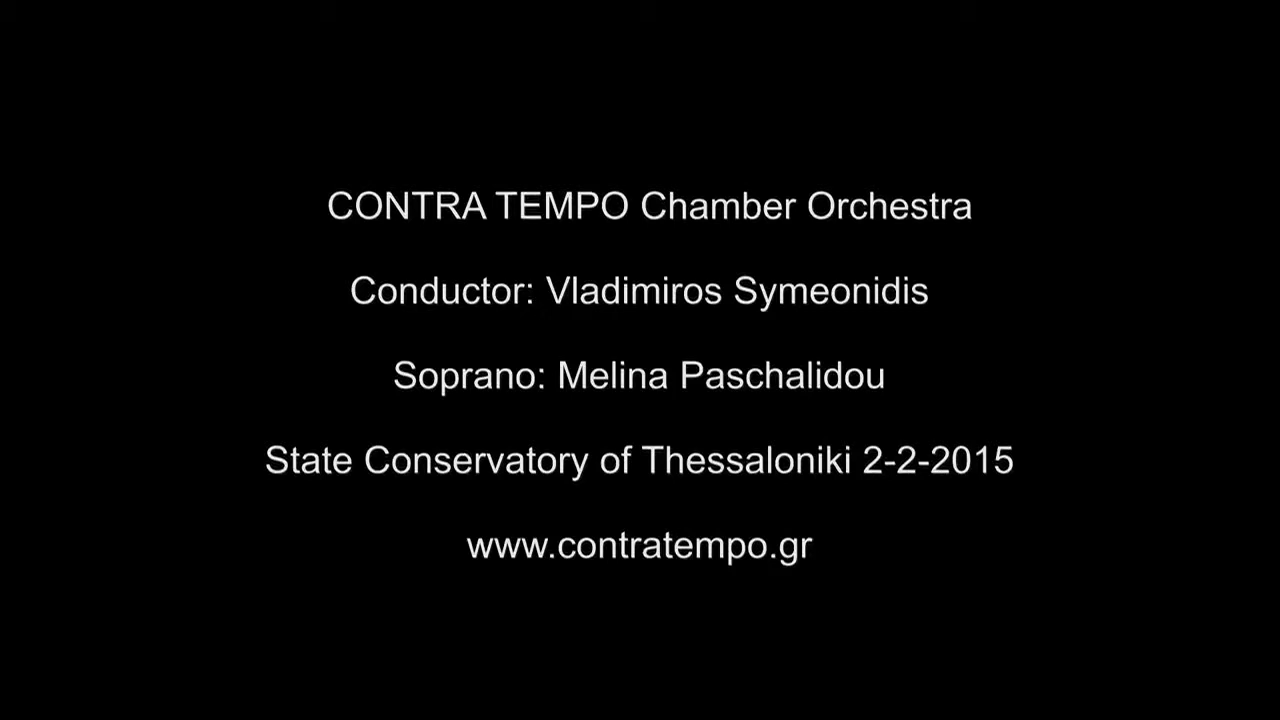 CONTRA TEMPO Chamber Orchestra
Conductor: Vladimiros Symeonidis
Soprano: Melina Paschalidou
State Conservatory of Thessaloniki 2-2-2015
www.contratempo.gr